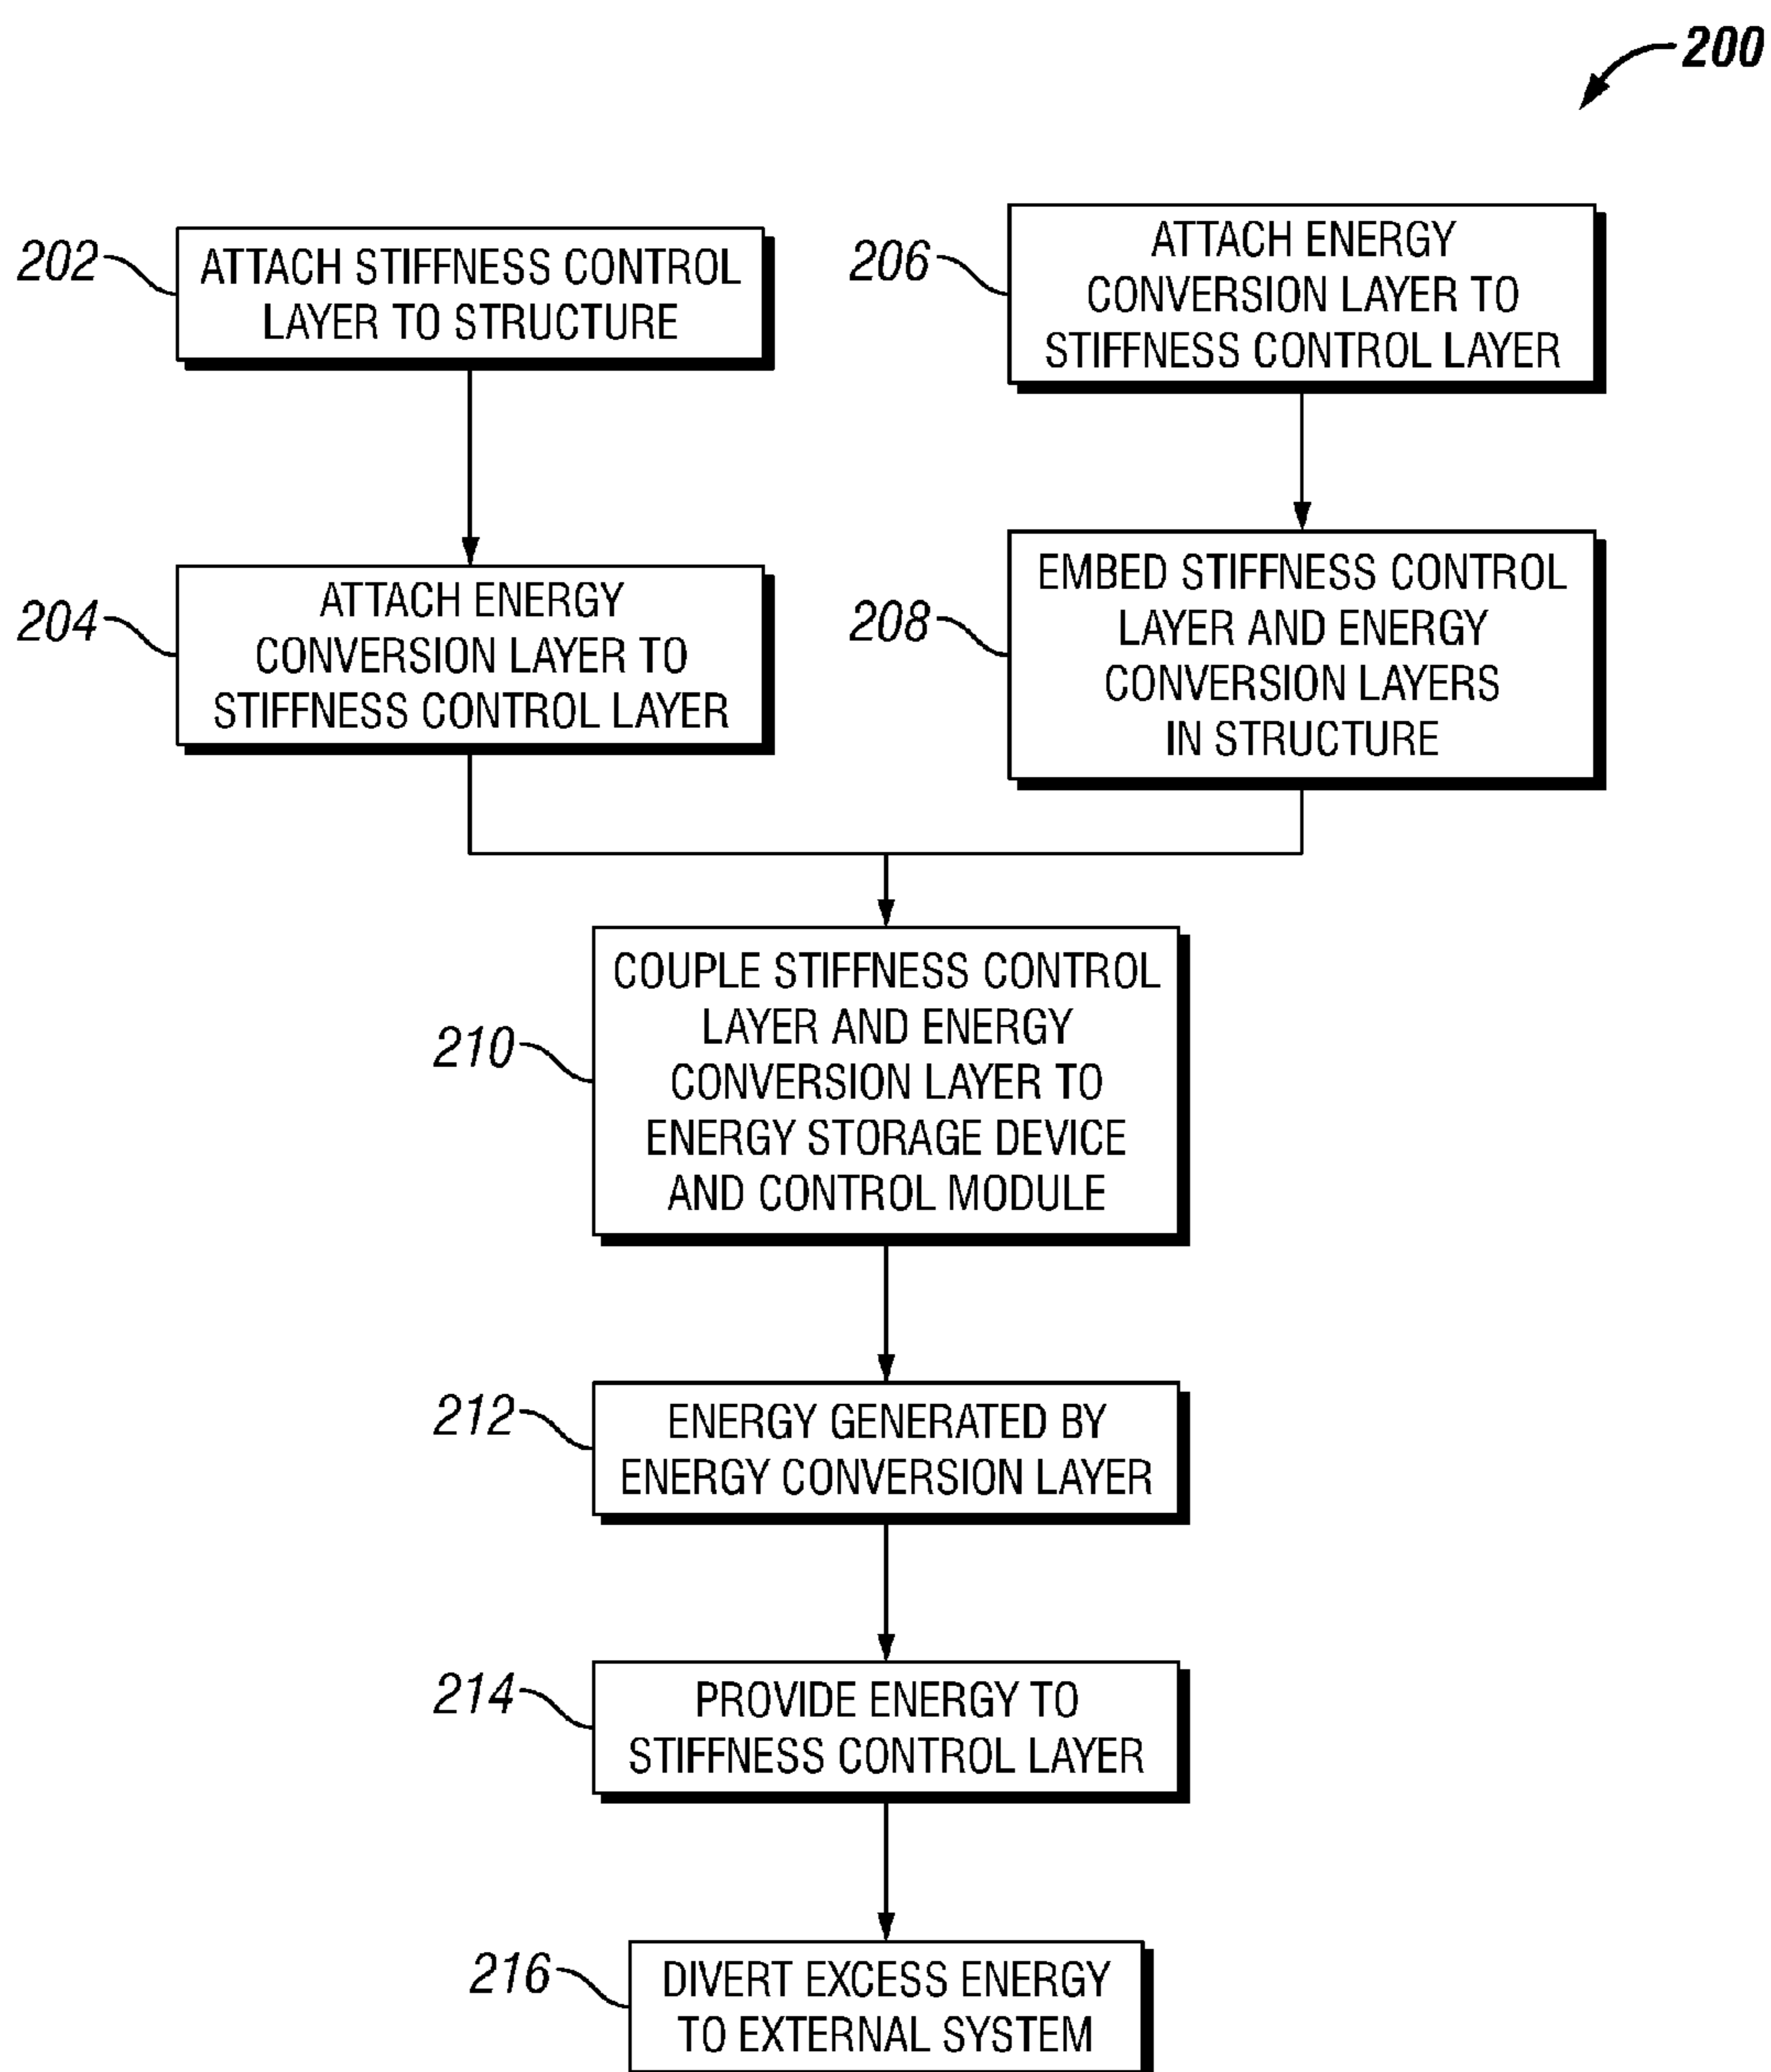 200
202
ATTACH STIFFNESS CONTROL
LAYER TO STRUCTURE
206
ATTACH ENERGY
CONVERSION LAYER TO
STIFFNESS CONTROL LAYER
204
ATTACH ENERGY
CONVERSION LAYER TO
STIFFNESS CONTROL LAYER
208
EMBED STIFFNESS CONTROL
LAYER AND ENERGY
CONVERSION LAYERS
IN STRUCTURE
210
COUPLE STIFFNESS CONTROL
LAYER AND ENERGY
CONVERSION LAYER TO
ENERGY STORAGE DEVICE
AND CONTROL MODULE
212
ENERGY GENERATED BY
ENERGY CONVERSION LAYER
214
PROVIDE ENERGY TO
STIFFNESS CONTROL LAYER
216
DIVERT EXCESS ENERGY
TO EXTERNAL SYSTEM